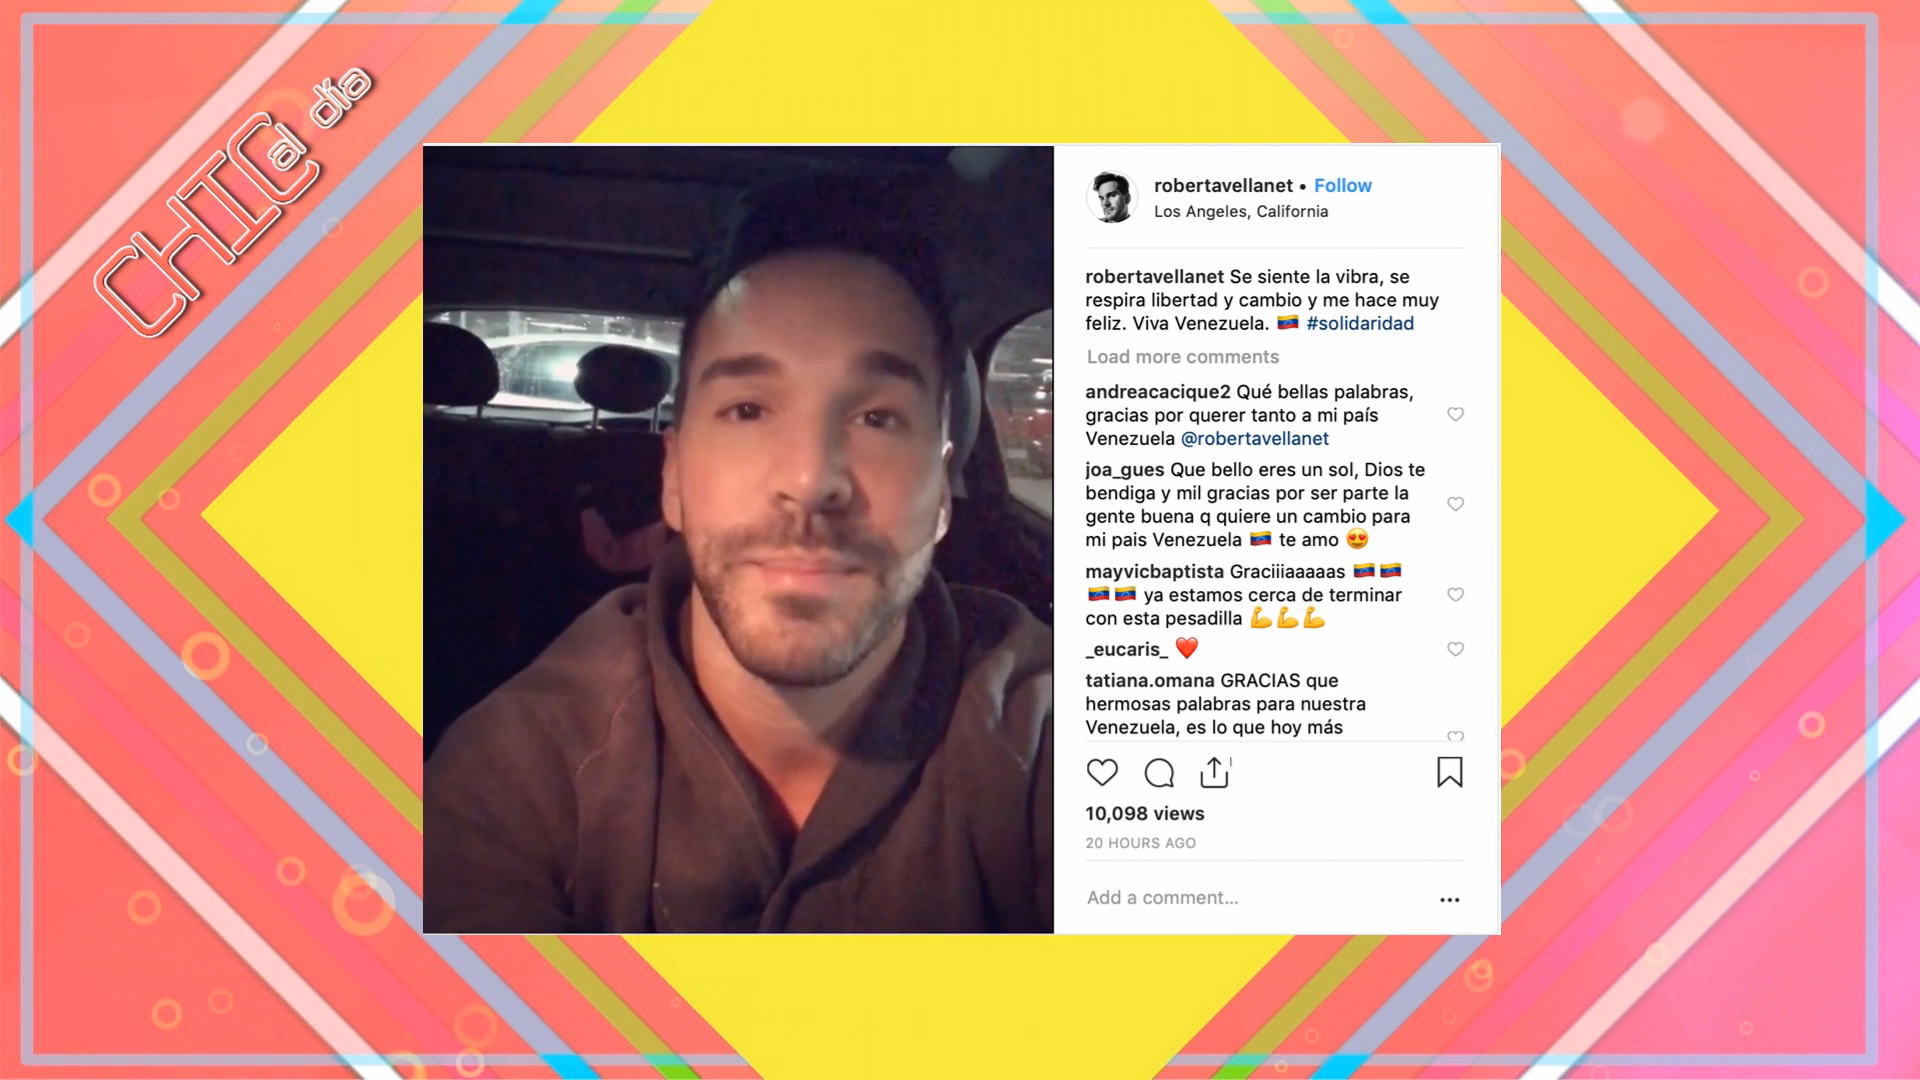 CHIC al día
robertavellanet • Follow
Los Angeles, California
robertavellanet Se siente la vibra, se
respira libertad y cambio y me hace muy
feliz. Viva Venezuela. 🇻🇪 #solidaridad
Load more comments
andreacacique2 Qué bellas palabras,
gracias por querer tanto a mi país
Venezuela @robertavellanet
joa_gues Que bello eres un sol, Dios te
bendiga y mil gracias por ser parte la
gente buena q quiere un cambio para
mi pais Venezuela 🇻🇪 te amo 😍
mayvicbaptista Graciiiaaaaas 🇻🇪🇻🇪
🇻🇪🇻🇪 ya estamos cerca de terminar
con esta pesadilla 💪💪💪
_eucaris_ ❤️
tatiana.omana GRACIAS que
hermosas palabras para nuestra
Venezuela, es lo que hoy más
10,098 views
20 HOURS AGO
Add a comment...